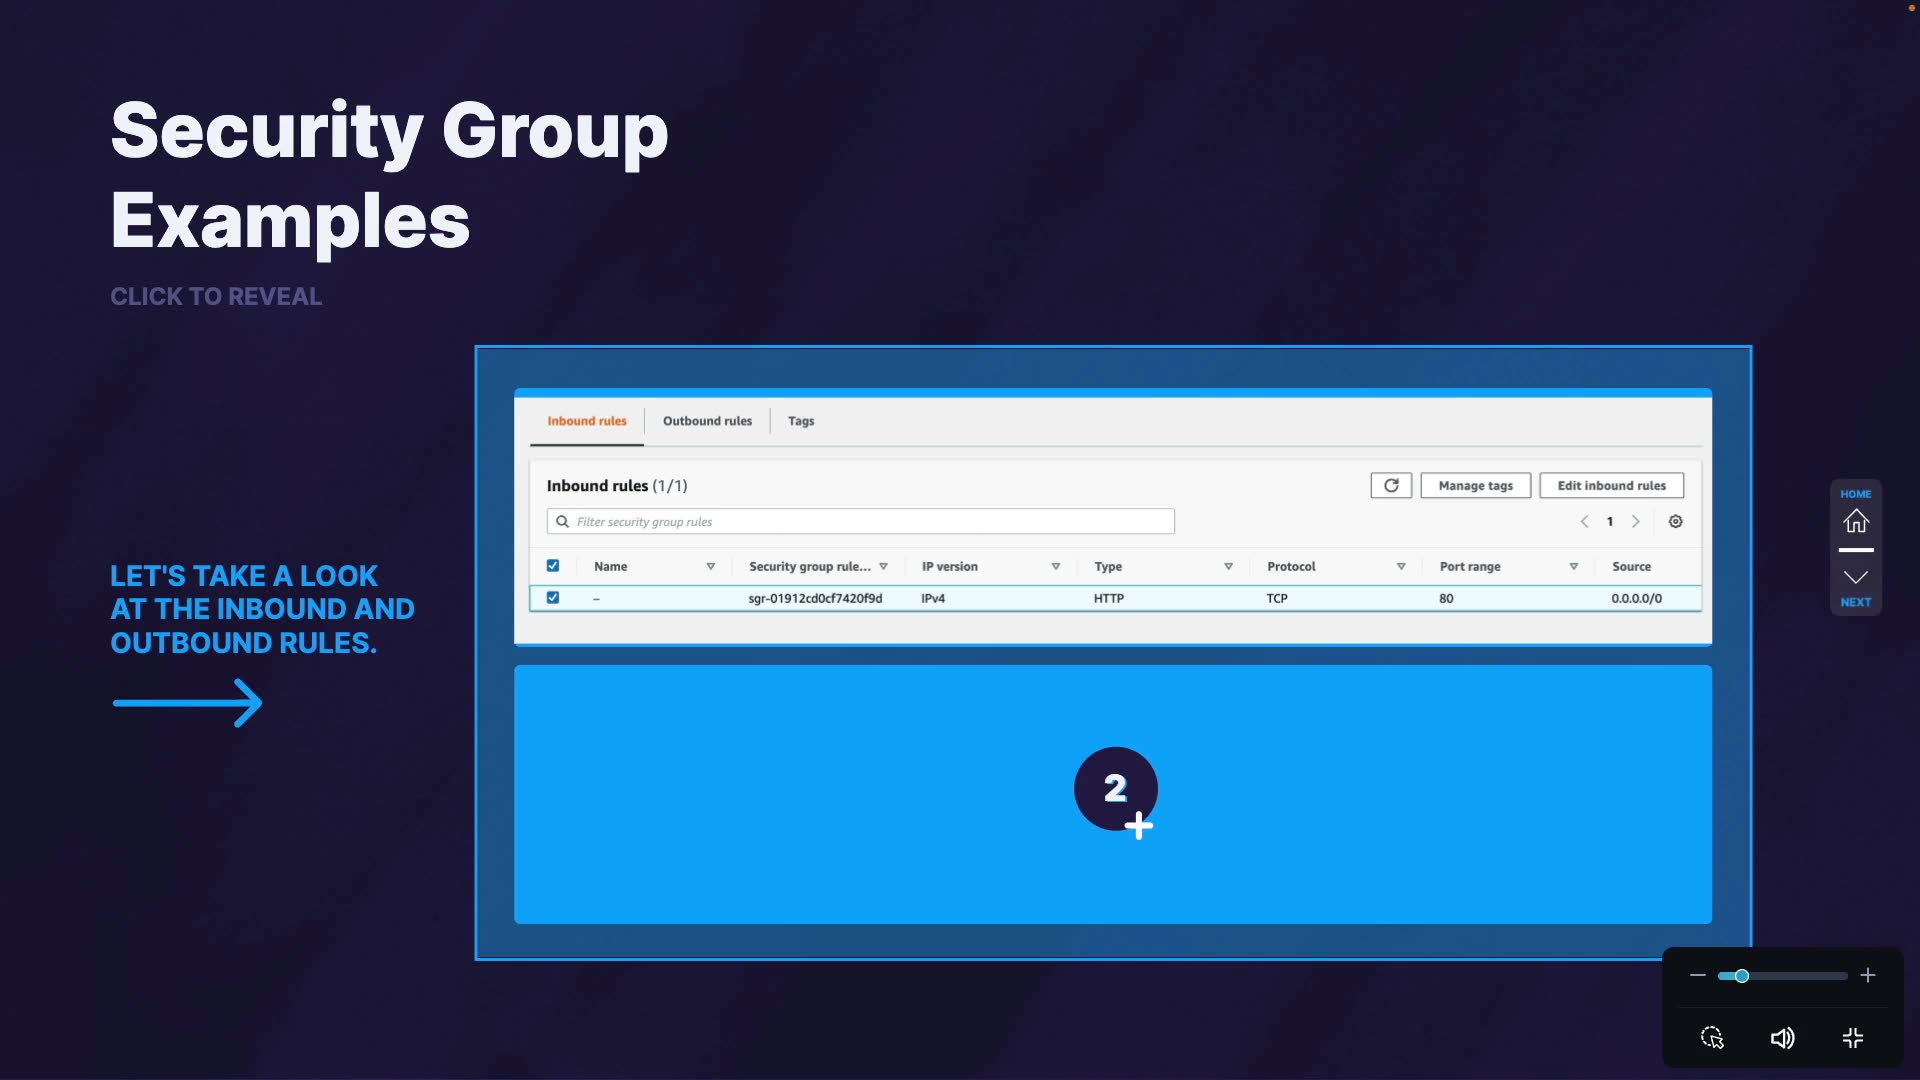 Security Group
Examples
CLICK TO REVEAL
LET'S TAKE A LOOK
AT THE INBOUND AND
OUTBOUND RULES.
Inbound rules Outbound rules Tags
Inbound rules (1/1) Manage tags Edit inbound rules
Filter security group rules 1
Name Security group rule... IP version Type Protocol Port range Source
– sgr-01912cd0cf7420f9d IPv4 HTTP TCP 80 0.0.0.0/0
2
HOME
NEXT